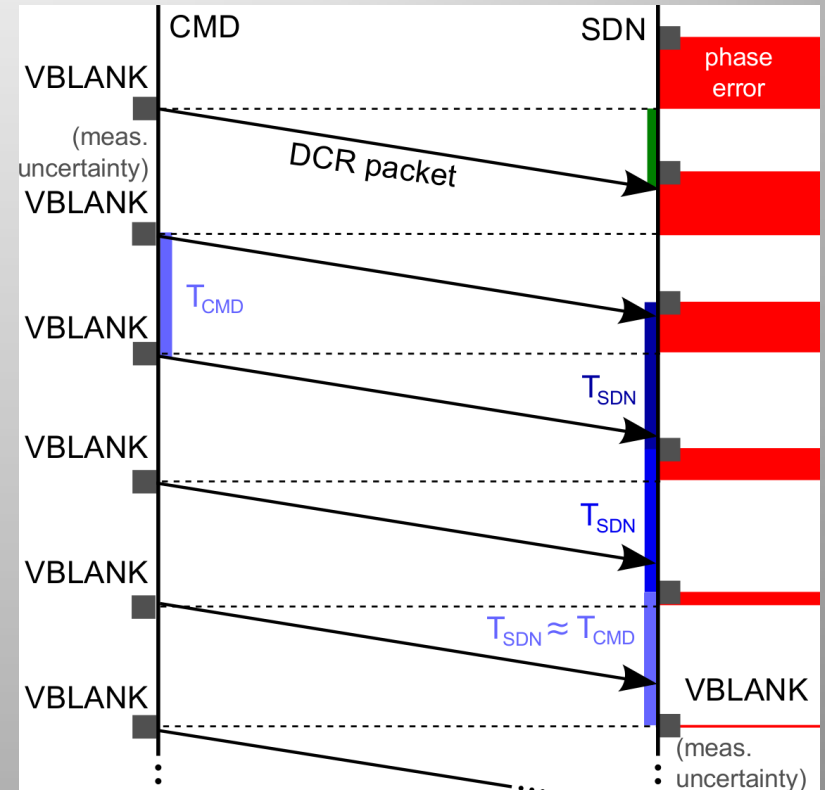 CMD
SDN
phase
error
VBLANK
(meas.
uncertainty)
DCR packet
VBLANK
TCMD
VBLANK
TSDN
VBLANK
TSDN
VBLANK
TSDN ≈ TCMD
VBLANK
VBLANK
(meas.
uncertainty)